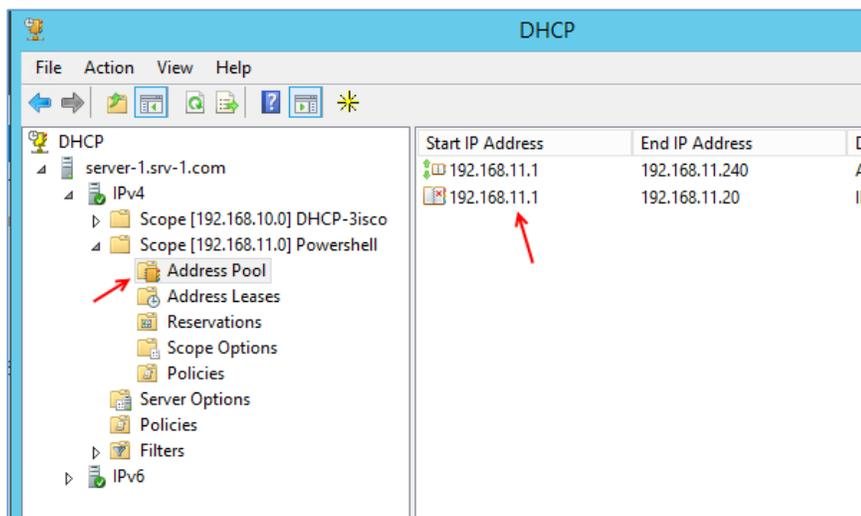 DHCP
File Action View Help
DHCP
server-1.srv-1.com
IPv4
Scope [192.168.10.0] DHCP-3isco
Scope [192.168.11.0] Powershell
Address Pool
Address Leases
Reservations
Scope Options
Policies
Server Options
Policies
Filters
IPv6
Start IP Address End IP Address
192.168.11.1 192.168.11.240
192.168.11.1 192.168.11.20